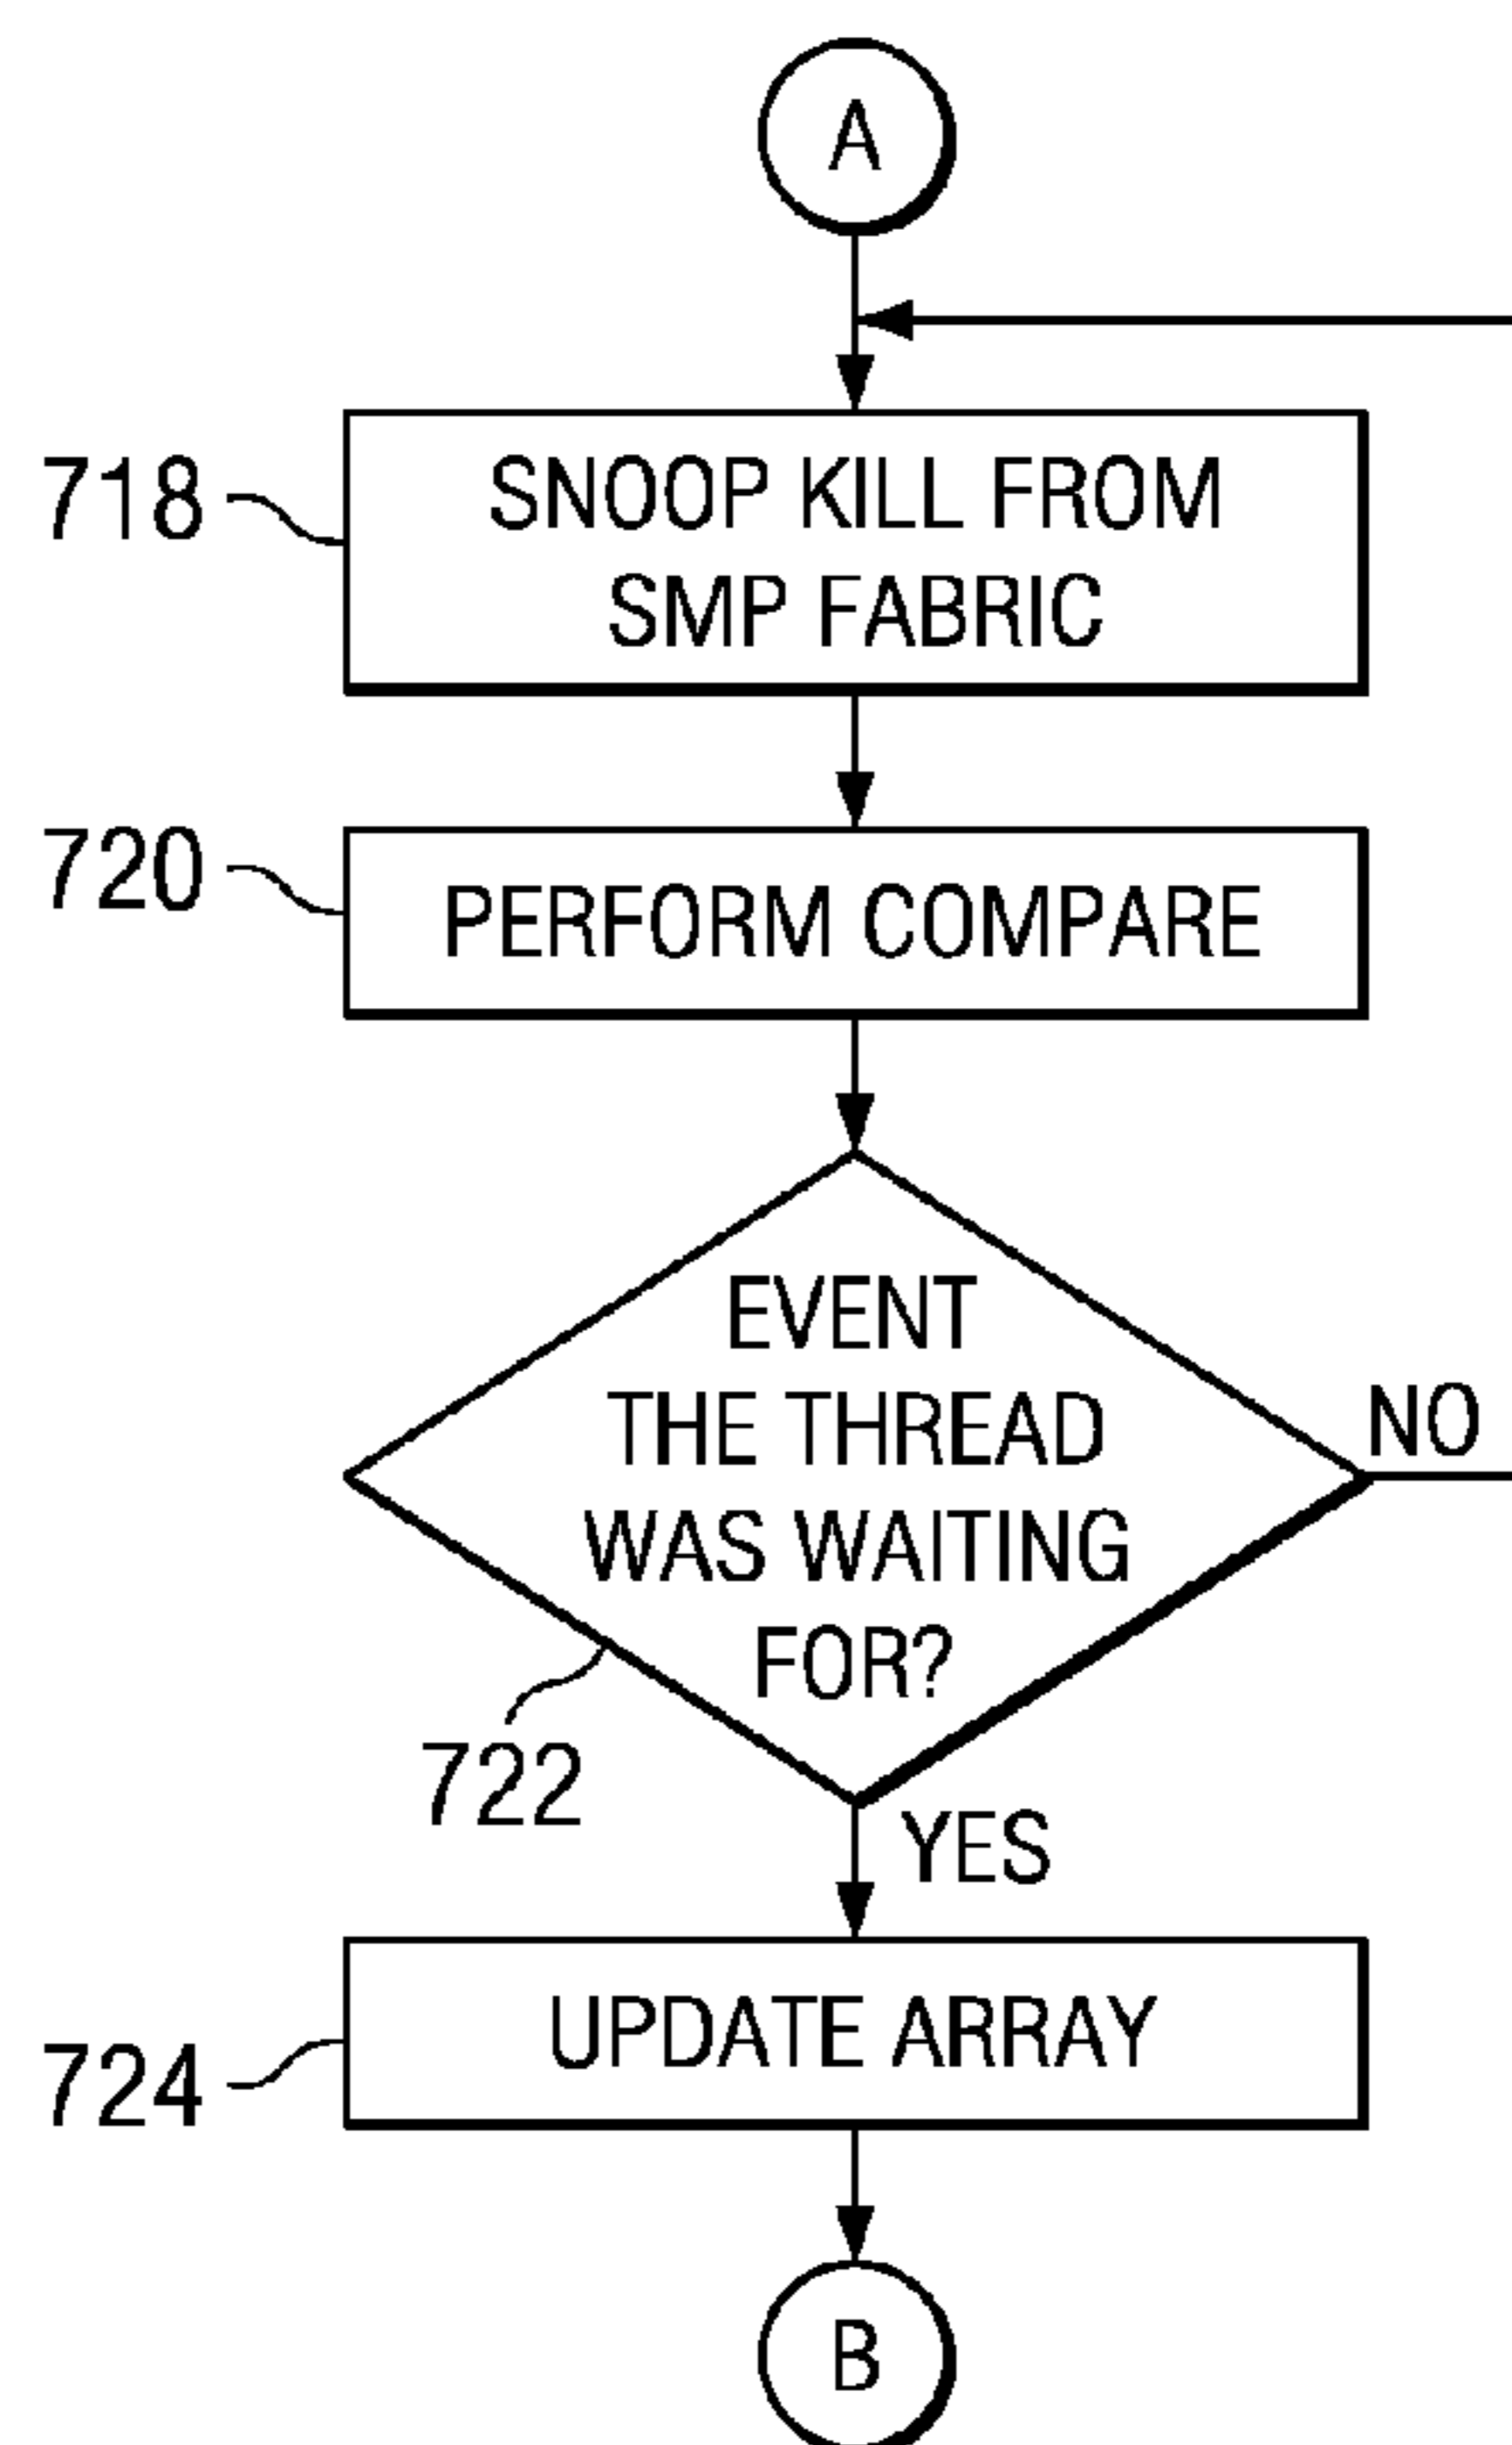 A
718
SNOOP KILL FROM
SMP FABRIC
720
PERFORM COMPARE
EVENT
THE THREAD
WAS WAITING
FOR?
NO
722
YES
724
UPDATE ARRAY
B